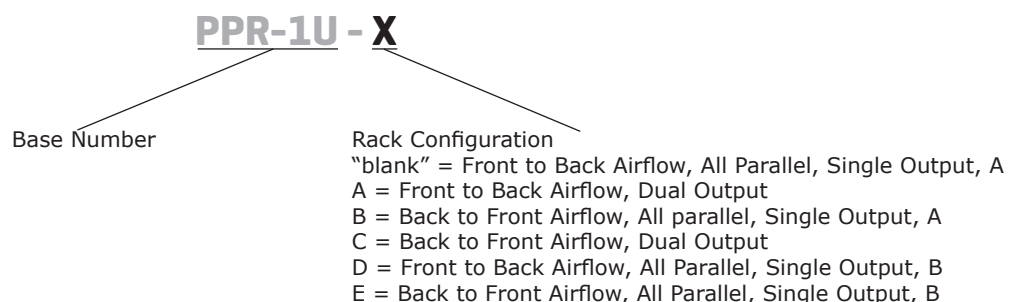 PPR-1U - X
Base Number
Rack Configuration
“blank” = Front to Back Airflow, All Parallel, Single Output, A
A = Front to Back Airflow, Dual Output
B = Back to Front Airflow, All parallel, Single Output, A
C = Back to Front Airflow, Dual Output
D = Front to Back Airflow, All Parallel, Single Output, B
E = Back to Front Airflow, All Parallel, Single Output, B